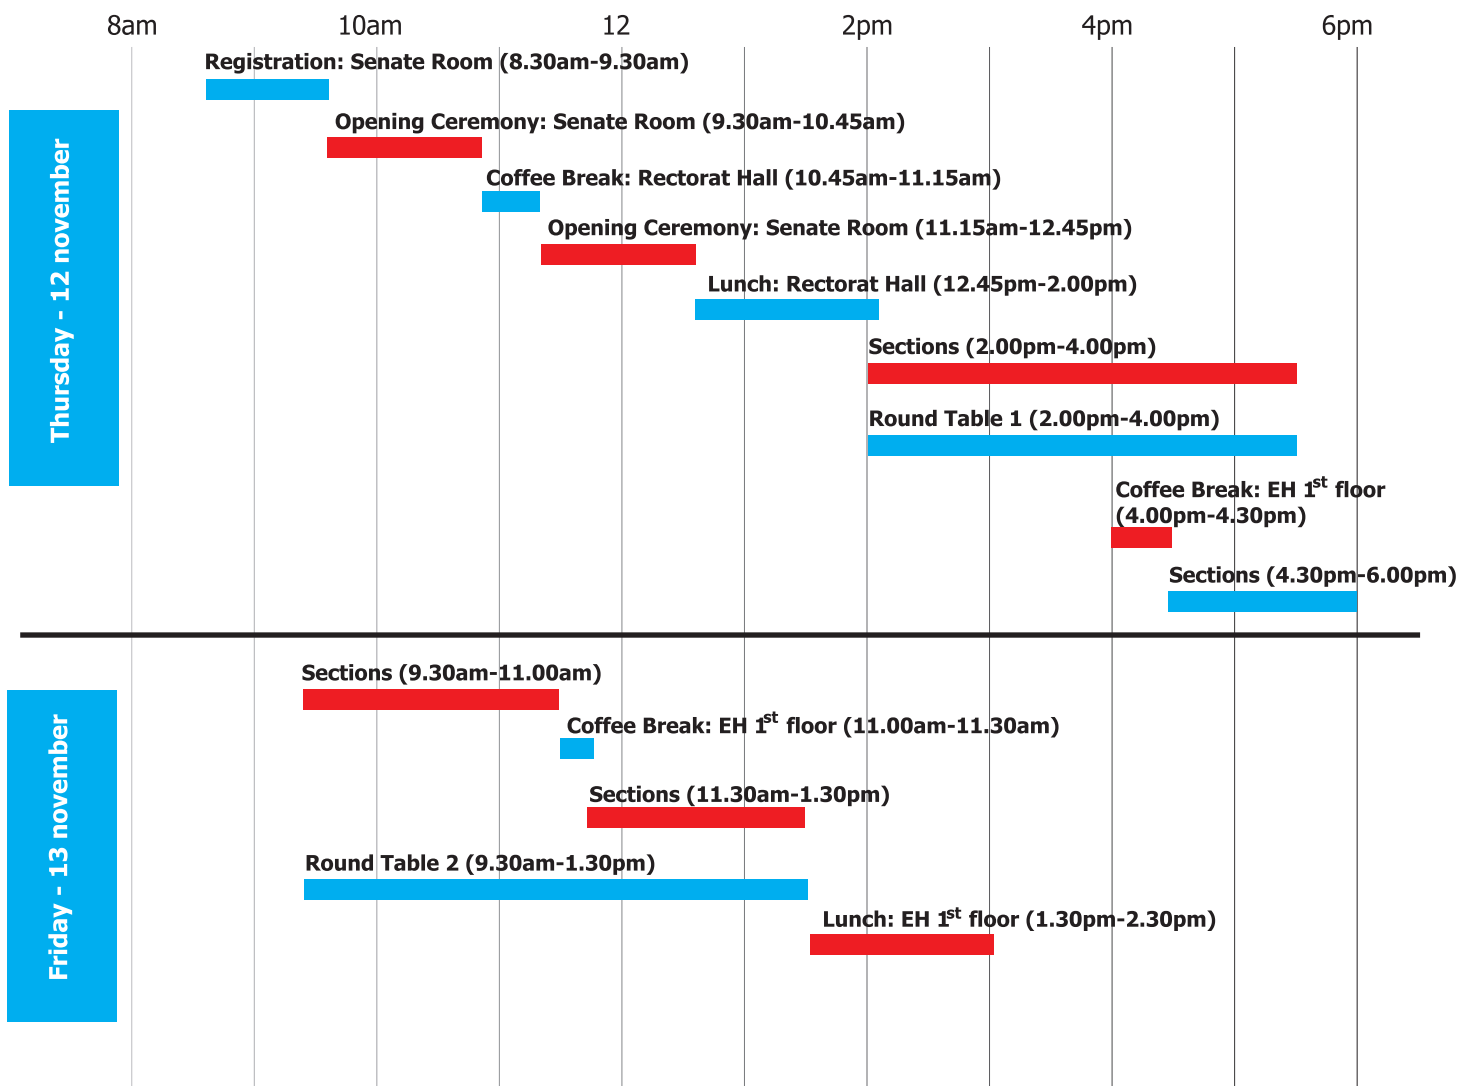 8am 10am 12 2pm 4pm 6pm
Thursday - 12 november
Registration: Senate Room (8.30am-9.30am)
Opening Ceremony: Senate Room (9.30am-10.45am)
Coffee Break: Rectorat Hall (10.45am-11.15am)
Opening Ceremony: Senate Room (11.15am-12.45pm)
Lunch: Rectorat Hall (12.45pm-2.00pm)
Sections (2.00pm-4.00pm)
Round Table 1 (2.00pm-4.00pm)
Coffee Break: EH 1st floor
(4.00pm-4.30pm)
Sections (4.30pm-6.00pm)
Friday - 13 november
Sections (9.30am-11.00am)
Coffee Break: EH 1st floor (11.00am-11.30am)
Sections (11.30am-1.30pm)
Round Table 2 (9.30am-1.30pm)
Lunch: EH 1st floor (1.30pm-2.30pm)